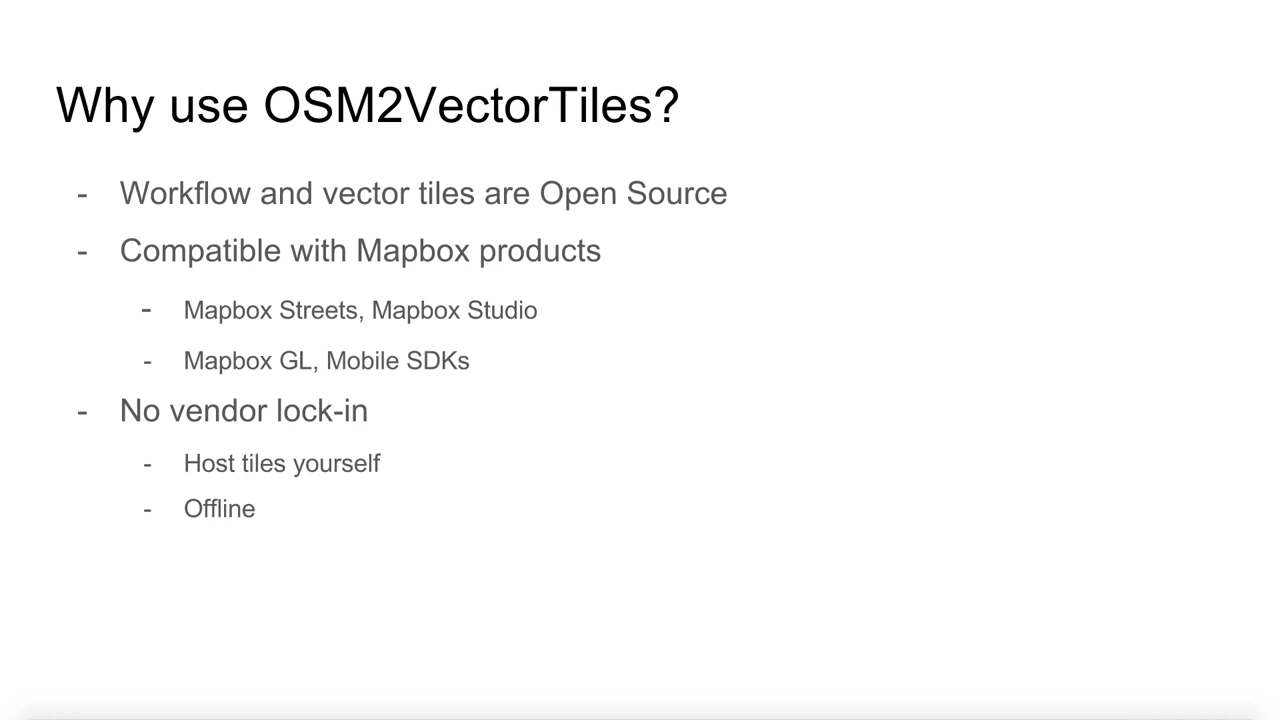 Why use OSM2VectorTiles?
- Workflow and vector tiles are Open Source
- Compatible with Mapbox products
- Mapbox Streets, Mapbox Studio
- Mapbox GL, Mobile SDKs
- No vendor lock-in
- Host tiles yourself
- Offline